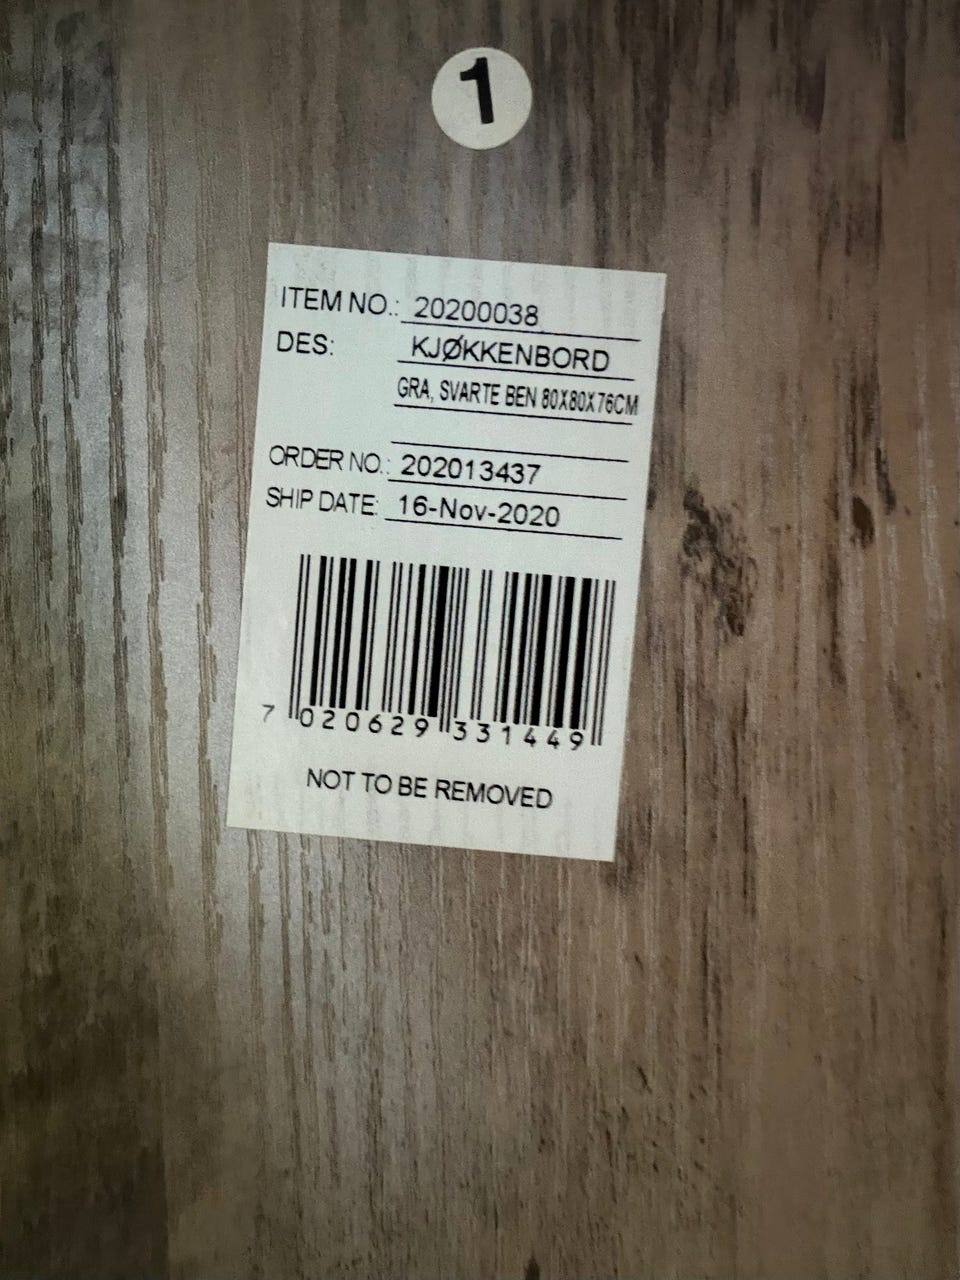 1
ITEM NO.: 20200038
DES: KJØKKENBORD
GRA, SVARTE BEN 80X80X76CM
ORDER NO.: 202013437
SHIP DATE: 16-Nov-2020
7 020629 331449
NOT TO BE REMOVED